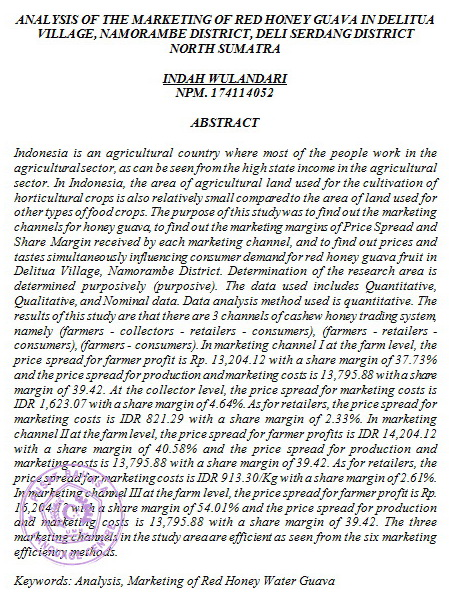 ANALYSIS OF THE MARKETING OF RED HONEY GUAVA IN DELITUA
VILLAGE, NAMORAMBE DISTRICT, DELI SERDANG DISTRICT
NORTH SUMATRA
INDAH WULANDARI
NPM. 174114052
ABSTRACT
Indonesia is an agricultural country where most of the people work in the
agricultural sector, as can be seen from the high state income in the agricultural
sector. In Indonesia, the area of agricultural land used for the cultivation of
horticultural crops is also relatively small compared to the area of land used for
other types of food crops. The purpose of this study was to find out the marketing
channels for honey guava, to find out the marketing margins of Price Spread and
Share Margin received by each marketing channel, and to find out prices and
tastes simultaneously influencing consumer demand for red honey guava fruit in
Delitua Village, Namorambe District. Determination of the research area is
determined purposively (purposive). The data used includes Quantitative,
Qualitative, and Nominal data. Data analysis method used is quantitative. The
results of this study are that there are 3 channels of cashew honey trading system,
namely (farmers - collectors - retailers - consumers), (farmers - retailers -
consumers), (farmers - consumers). In marketing channel I at the farm level, the
price spread for farmer profit is Rp. 13,204.12 with a share margin of 37.73%
and the price spread for production and marketing costs is 13,795.88 with a share
margin of 39.42. At the collector level, the price spread for marketing costs is
IDR 1,623.07 with a share margin of 4.64%. As for retailers, the price spread for
marketing costs is IDR 821.29 with a share margin of 2.33%. In marketing
channel II at the farm level, the price spread for farmer profits is IDR 14,204.12
with a share margin of 40.58% and the price spread for production and
marketing costs is 13,795.88 with a share margin of 39.42. As for retailers, the
price spread for marketing costs is IDR 913.30/Kg with a share margin of 2.61%.
In marketing channel III at the farm level, the price spread for farmer profit is Rp.
with a share margin of 54.01% and the price spread for production
and marketing costs is 13,795.88 with a share margin of 39.42. The three
marketing channels in the study area are efficient as seen from the six marketing
efficiency methods.
Keywords: Analysis, Marketing of Red Honey Water Guava